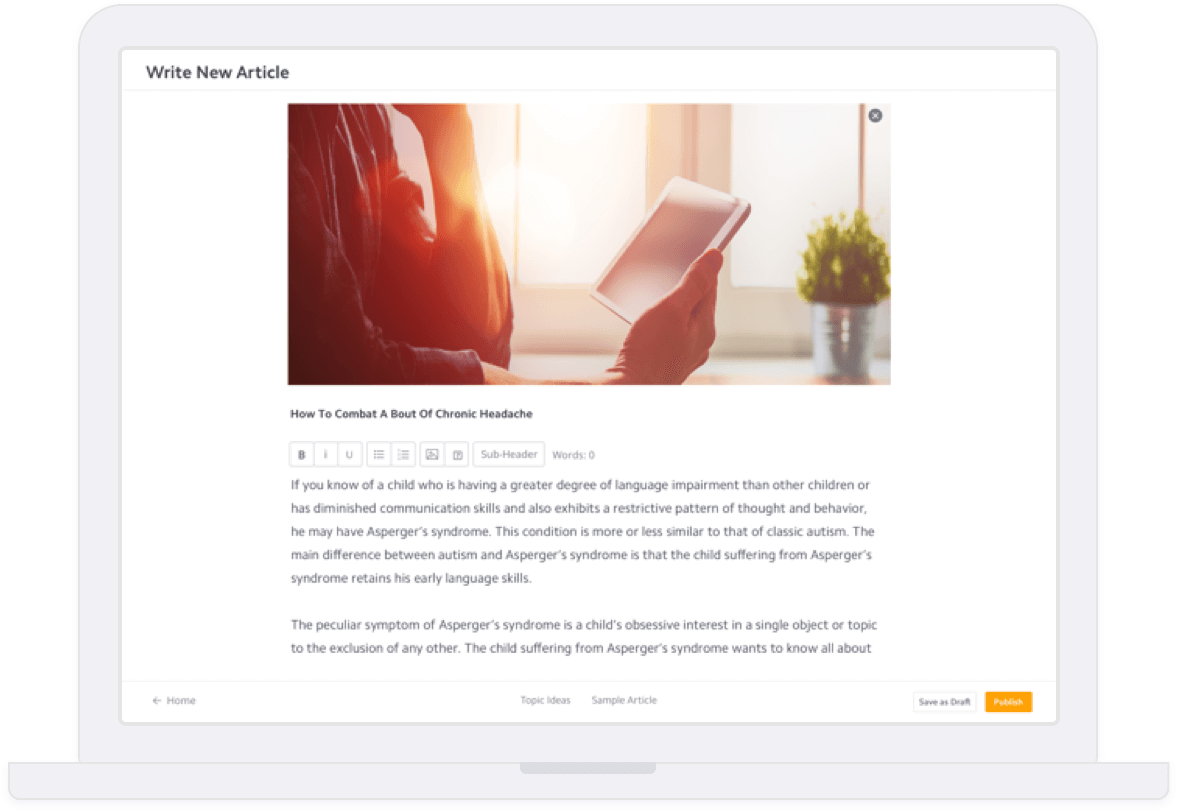 Write New Article
How To Combat A Bout Of Chronic Headache
B i U Sub-Header Words: 0
If you know of a child who is having a greater degree of language impairment than other children or
has diminished communication skills and also exhibits a restrictive pattern of thought and behavior,
he may have Asperger's syndrome. This condition is more or less similar to that of classic autism. The
main difference between autism and Asperger's syndrome is that the child suffering from Asperger's
syndrome retains his early language skills.
The peculiar symptom of Asperger's syndrome is a child's obsessive interest in a single object or topic
to the exclusion of any other. The child suffering from Asperger's syndrome wants to know all about
← Home Topic Ideas Sample Article Save as Draft Publish